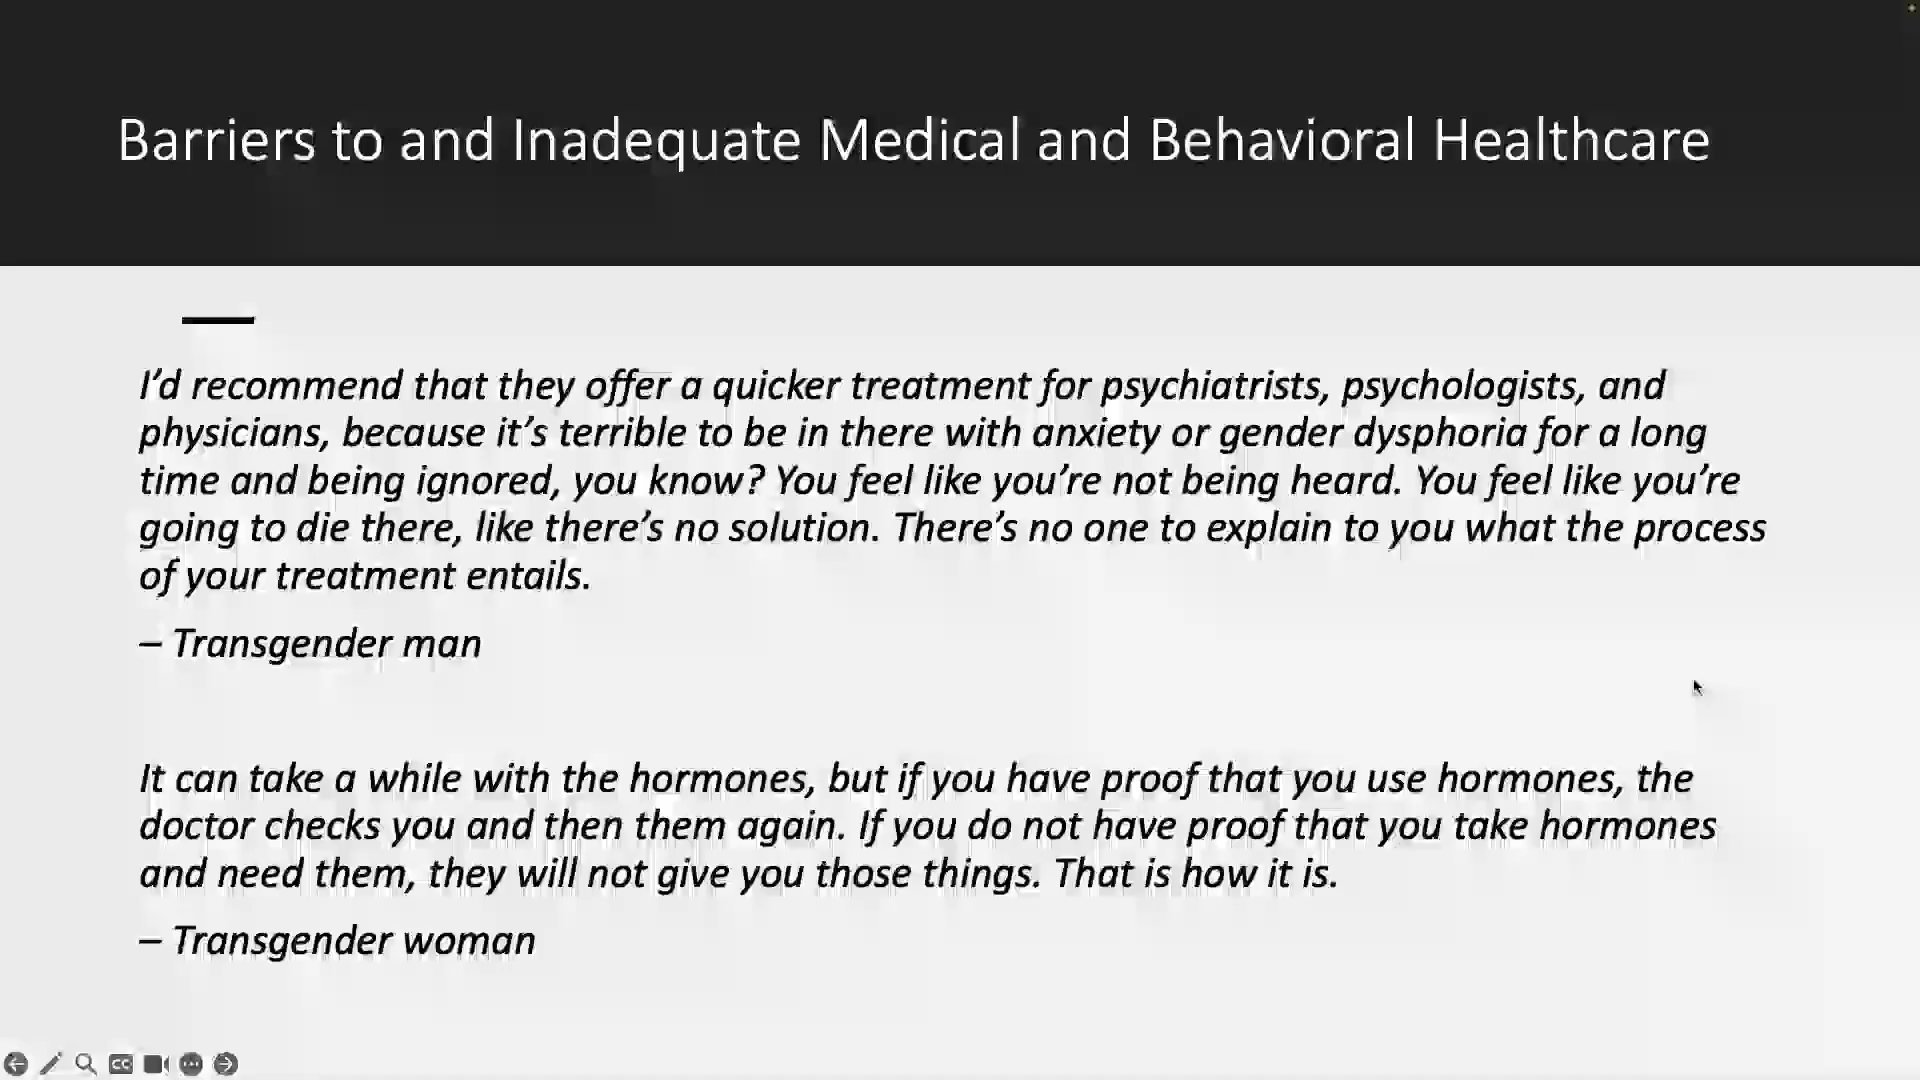 Barriers to and Inadequate Medical and Behavioral Healthcare
I'd recommend that they offer a quicker treatment for psychiatrists, psychologists, and
physicians, because it's terrible to be in there with anxiety or gender dysphoria for a long
time and being ignored, you know? You feel like you're not being heard. You feel like you're
going to die there, like there's no solution. There's no one to explain to you what the process
of your treatment entails.
– Transgender man
It can take a while with the hormones, but if you have proof that you use hormones, the
doctor checks you and then them again. If you do not have proof that you take hormones
and need them, they will not give you those things. That is how it is.
– Transgender woman
CC